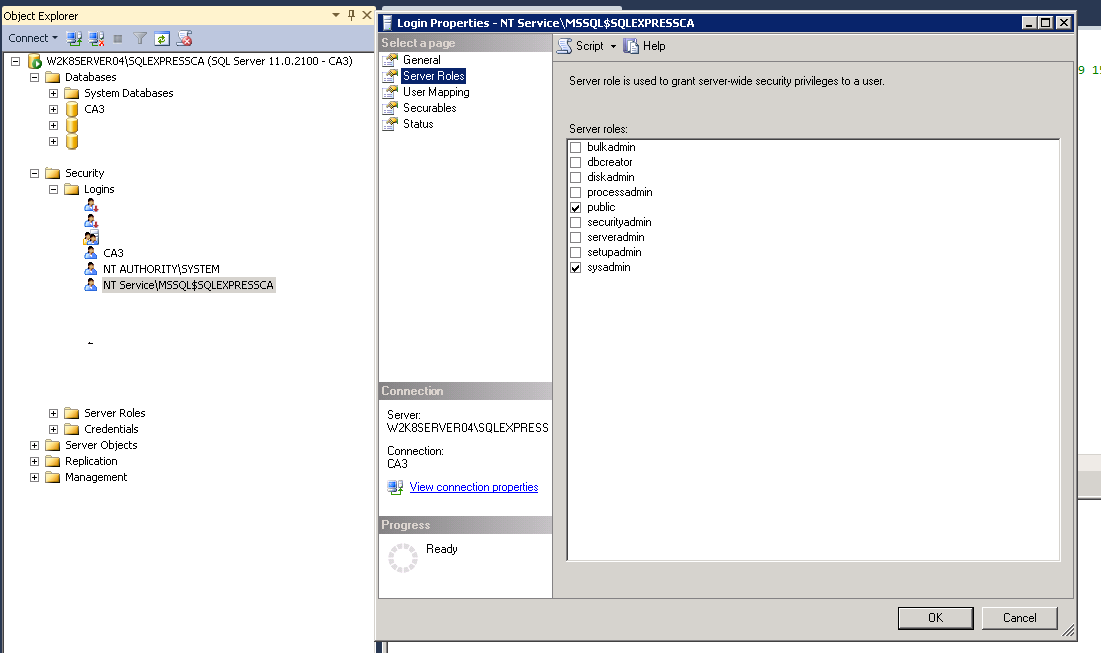 Object Explorer
Connect
W2K8SERVER04\SQLEXPRESSCA (SQL Server 11.0.2100 - CA3)
Databases
System Databases
CA3
Security
Logins
CA3
NT AUTHORITY\SYSTEM
NT Service\MSSQL$SQLEXPRESSCA
Server Roles
Credentials
Server Objects
Replication
Management
Login Properties - NT Service\MSSQL$SQLEXPRESSCA
Select a page
General
Server Roles
User Mapping
Securables
Status
Connection
Server:
W2K8SERVER04\SQLEXPRESS
Connection:
CA3
View connection properties
Progress
Ready
Script
Help
Server role is used to grant server-wide security privileges to a user.
Server roles:
bulkadmin
dbcreator
diskadmin
processadmin
public
securityadmin
serveradmin
setupadmin
sysadmin
OK
Cancel